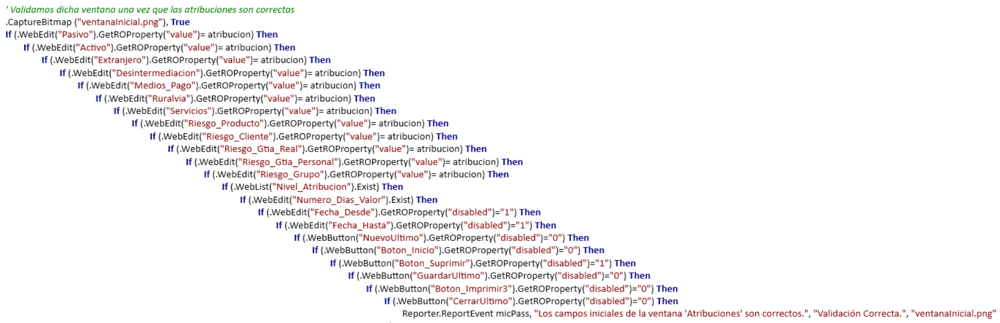 ' Validamos dicha ventana una vez que las atribuciones son correctas
.CaptureBitmap ("ventanaInicial.png"), True
If (.WebEdit("Pasivo").GetROProperty("value")= atribucion) Then
If (.WebEdit("Activo").GetROProperty("value")= atribucion) Then
If (.WebEdit("Extranjero").GetROProperty("value")= atribucion) Then
If (.WebEdit("Desintermediacion").GetROProperty("value")= atribucion) Then
If (.WebEdit("Medios_Pago").GetROProperty("value")= atribucion) Then
If (.WebEdit("Ruralvia").GetROProperty("value")= atribucion) Then
If (.WebEdit("Servicios").GetROProperty("value")= atribucion) Then
If (.WebEdit("Riesgo_Producto").GetROProperty("value")= atribucion) Then
If (.WebEdit("Riesgo_Cliente").GetROProperty("value")= atribucion) Then
If (.WebEdit("Riesgo_Gtia_Real").GetROProperty("value")= atribucion) Then
If (.WebEdit("Riesgo_Gtia_Personal").GetROProperty("value")= atribucion) Then
If (.WebEdit("Riesgo_Grupo").GetROProperty("value")= atribucion) Then
If (.WebList("Nivel_Atribucion").Exist) Then
If (.WebEdit("Numero_Dias_Valor").Exist) Then
If (.WebEdit("Fecha_Desde").GetROProperty("disabled")="1") Then
If (.WebEdit("Fecha_Hasta").GetROProperty("disabled")="1") Then
If (.WebButton("NuevoUltimo").GetROProperty("disabled")="0") Then
If (.WebButton("Boton_Inicio").GetROProperty("disabled")="0") Then
If (.WebButton("Boton_Suprimir").GetROProperty("disabled")="1") Then
If (.WebButton("GuardarUltimo").GetROProperty("disabled")="0") Then
If (.WebButton("Boton_Imprimir3").GetROProperty("disabled")="0") Then
If (.WebButton("CerrarUltimo").GetROProperty("disabled")="0") Then
Reporter.ReportEvent micPass, "Los campos iniciales de la ventana 'Atribuciones' son correctos.", "Validación Correcta.", "ventanaInicial.png"